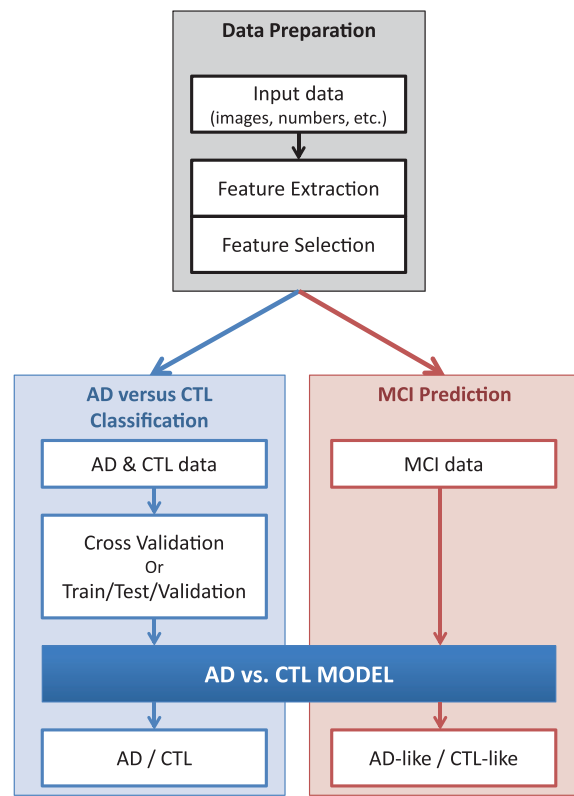 Data Preparation
Input data
(images, numbers, etc.)
Feature Extraction
Feature Selection
AD versus CTL
Classification
AD & CTL data
Cross Validation
Or
Train/Test/Validation
MCI Prediction
MCI data
AD vs. CTL MODEL
AD / CTL
AD-like / CTL-like